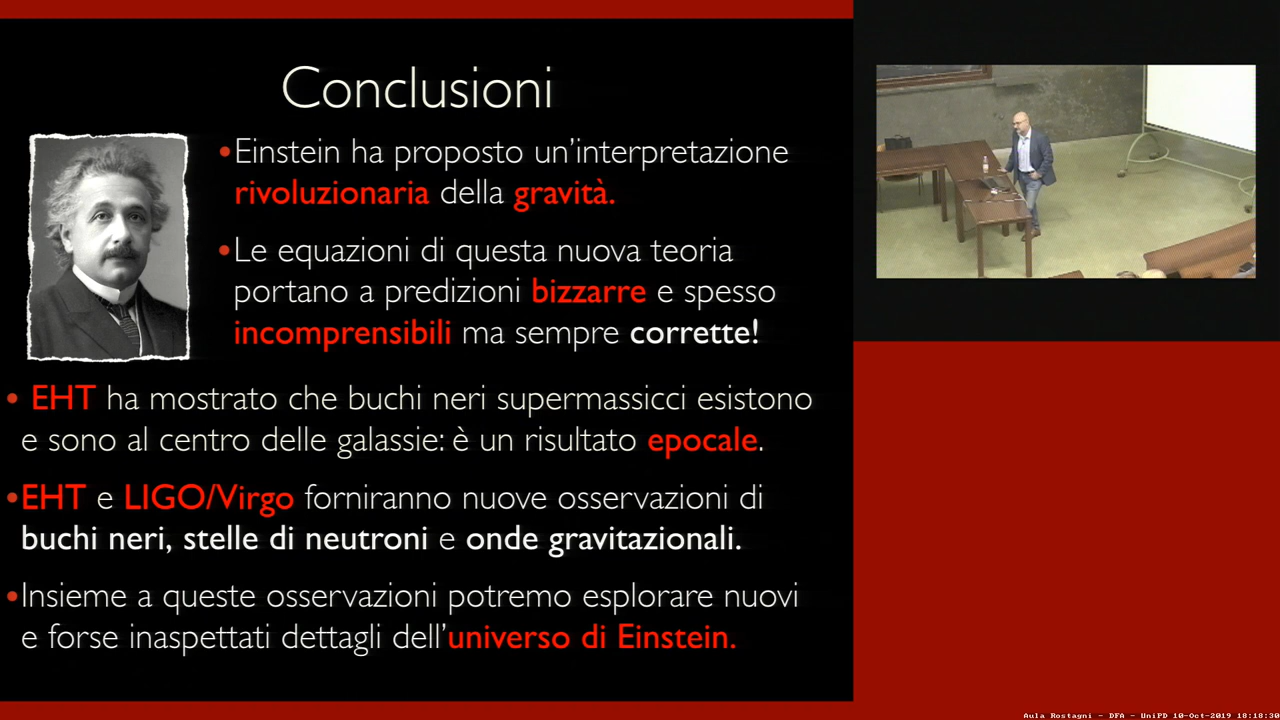 Conclusioni
•Einstein ha proposto un'interpretazione
rivoluzionaria della gravità.
•Le equazioni di questa nuova teoria
portano a predizioni bizzarre e spesso
incomprensibili ma sempre corrette!
• EHT ha mostrato che buchi neri supermassicci esistono
e sono al centro delle galassie: è un risultato epocale.
•EHT e LIGO/Virgo forniranno nuove osservazioni di
buchi neri, stelle di neutroni e onde gravitazionali.
•Insieme a queste osservazioni potremo esplorare nuovi
e forse inaspettati dettagli dell'universo di Einstein.
Aula Rostagni - DFA - UniPD 10-Oct-2019 18:18:30